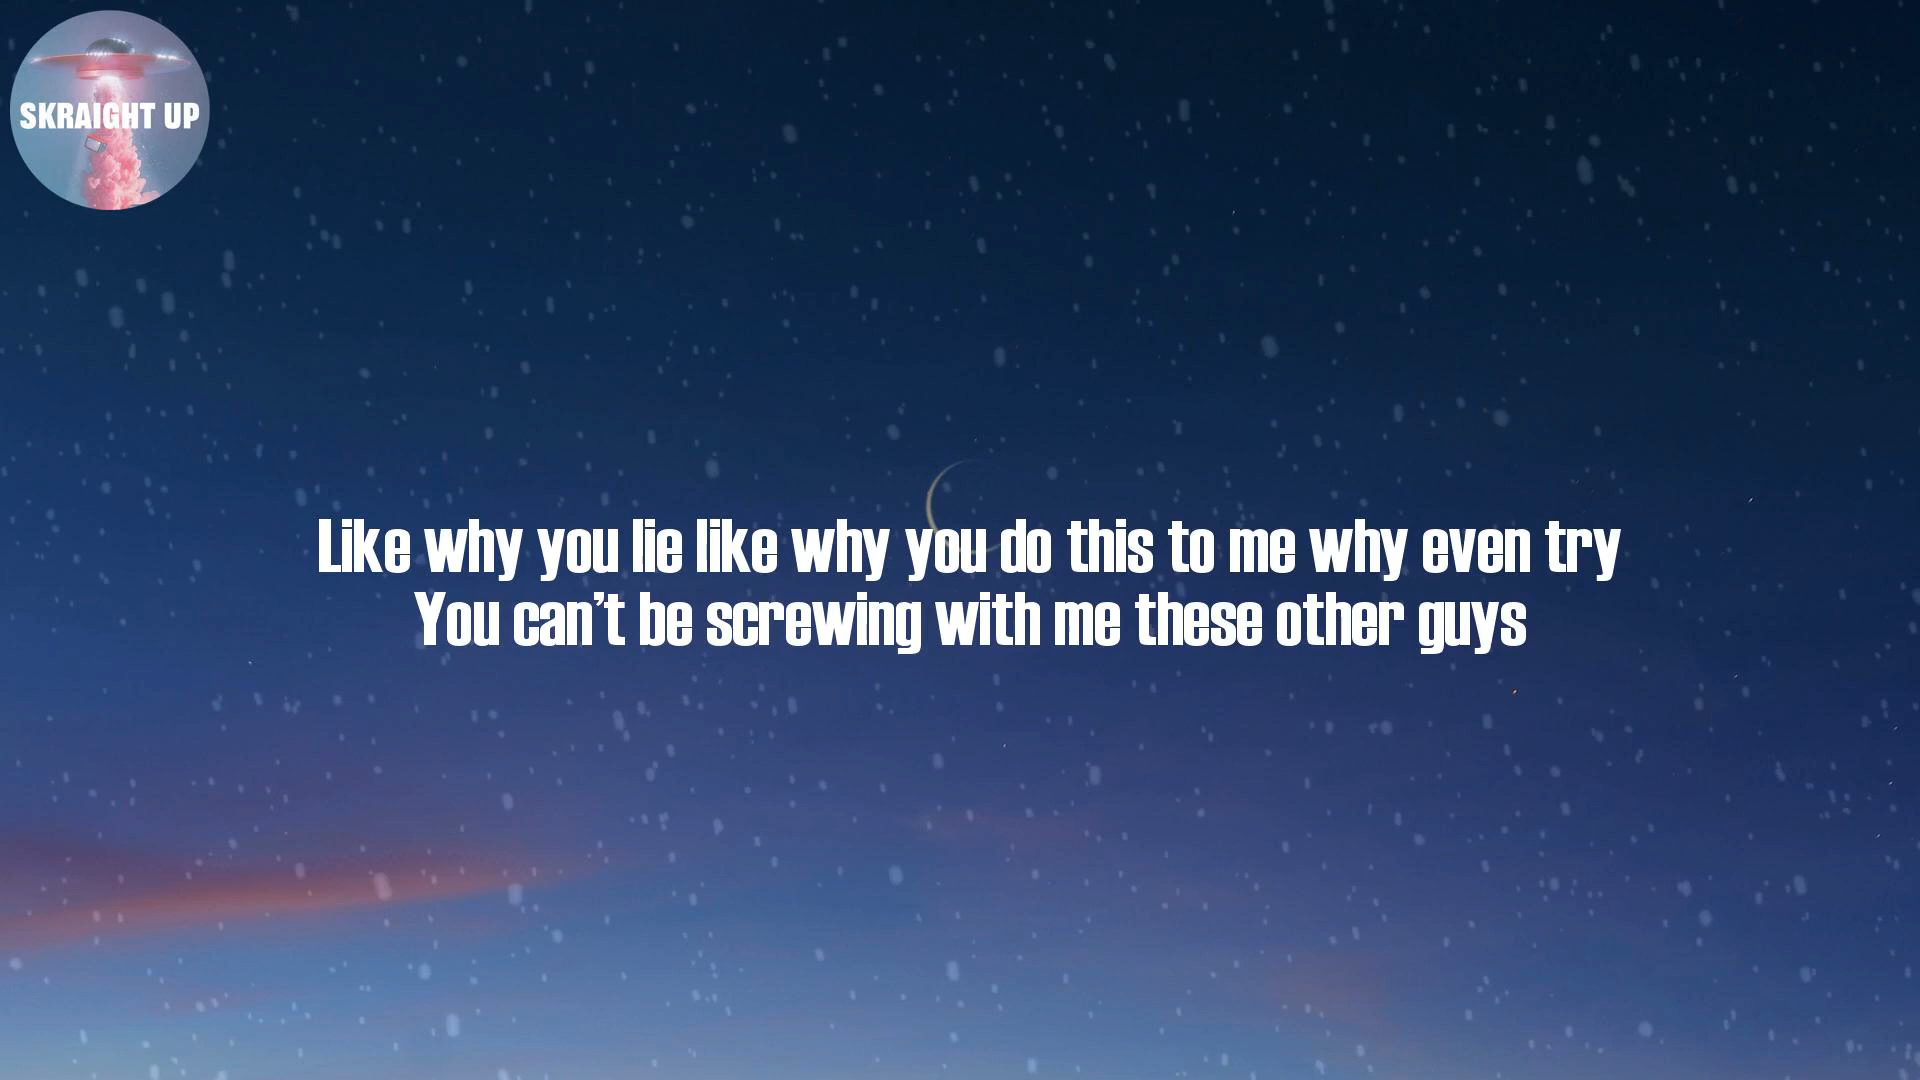 SKRAIGHT UP
Like why you lie like why you do this to me why even try
You can't be screwing with me these other guys